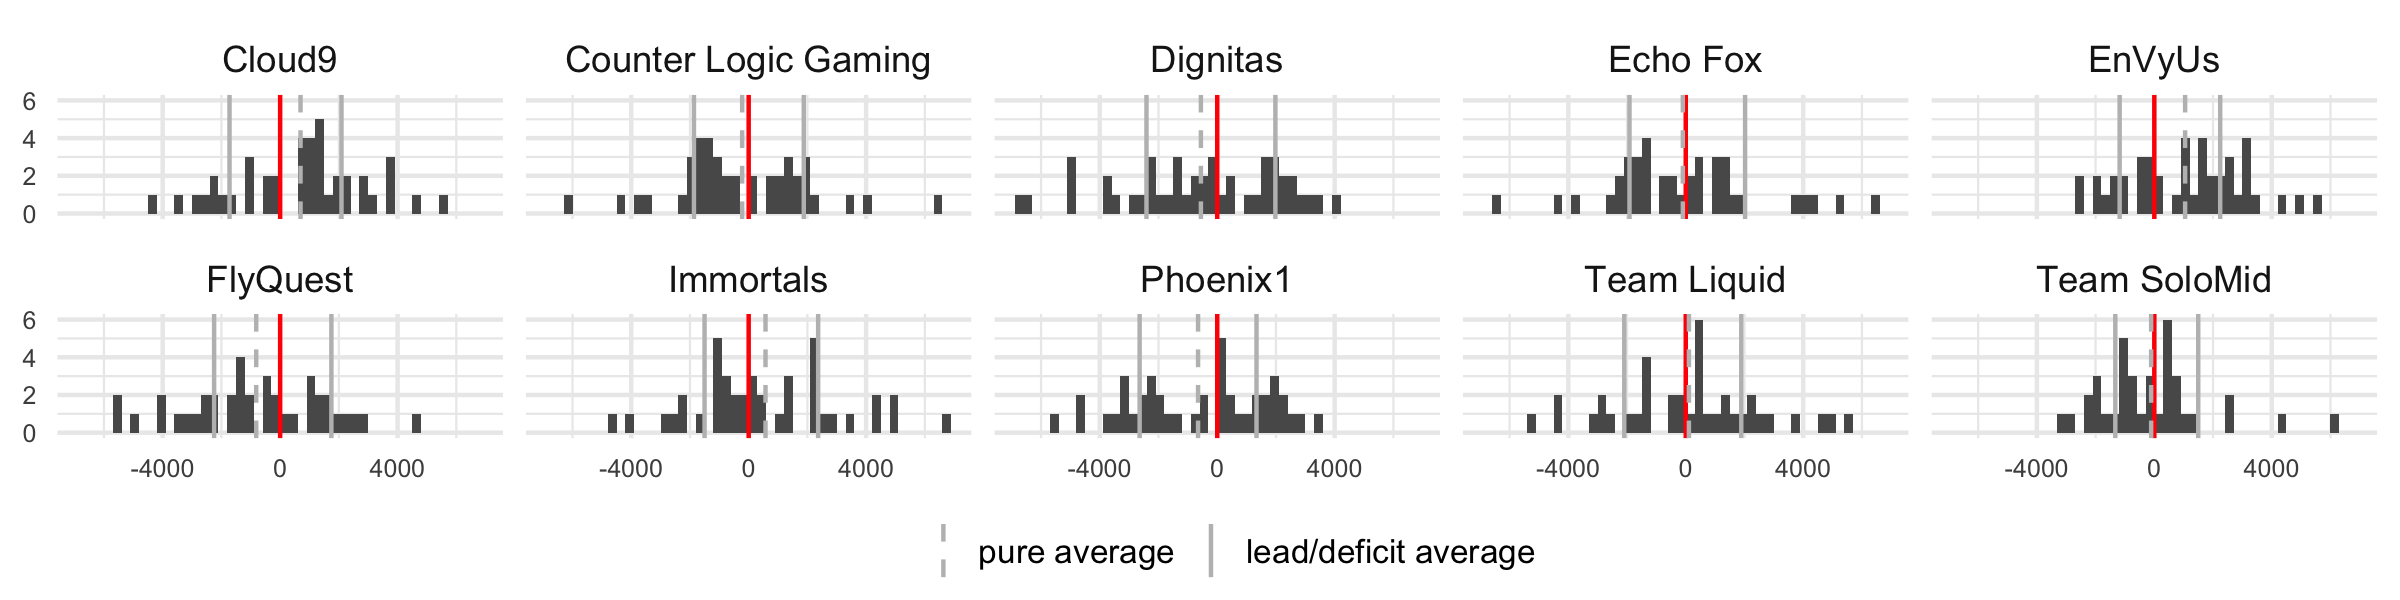 Cloud9 Counter Logic Gaming Dignitas Echo Fox EnVyUs
6
4
2
0
FlyQuest Immortals Phoenix1 Team Liquid Team SoloMid
6
4
2
0
-4000 0 4000 -4000 0 4000 -4000 0 4000 -4000 0 4000 -4000 0 4000
pure average lead/deficit average